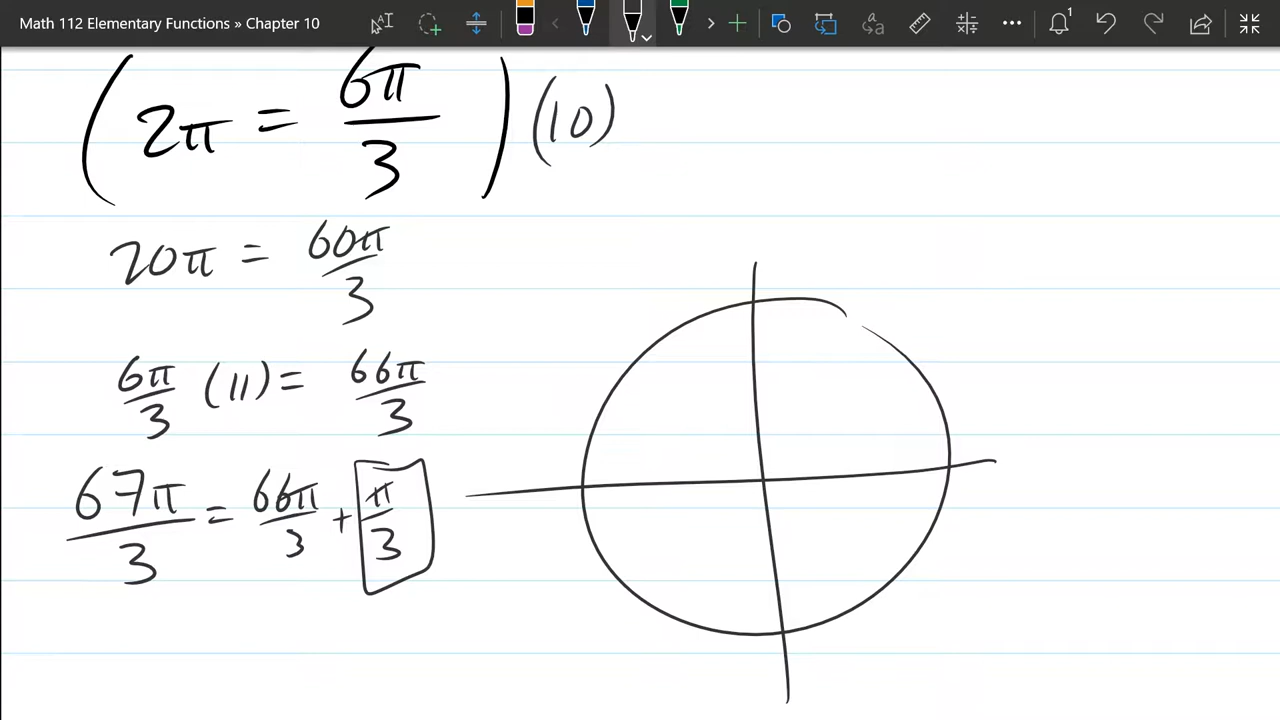 Math 112 Elementary Functions » Chapter 10
1
(2π = 6π/3)(10)
20π = 60π/3
6π/3 (11) = 66π/3
67π/3 = 66π/3 + π/3